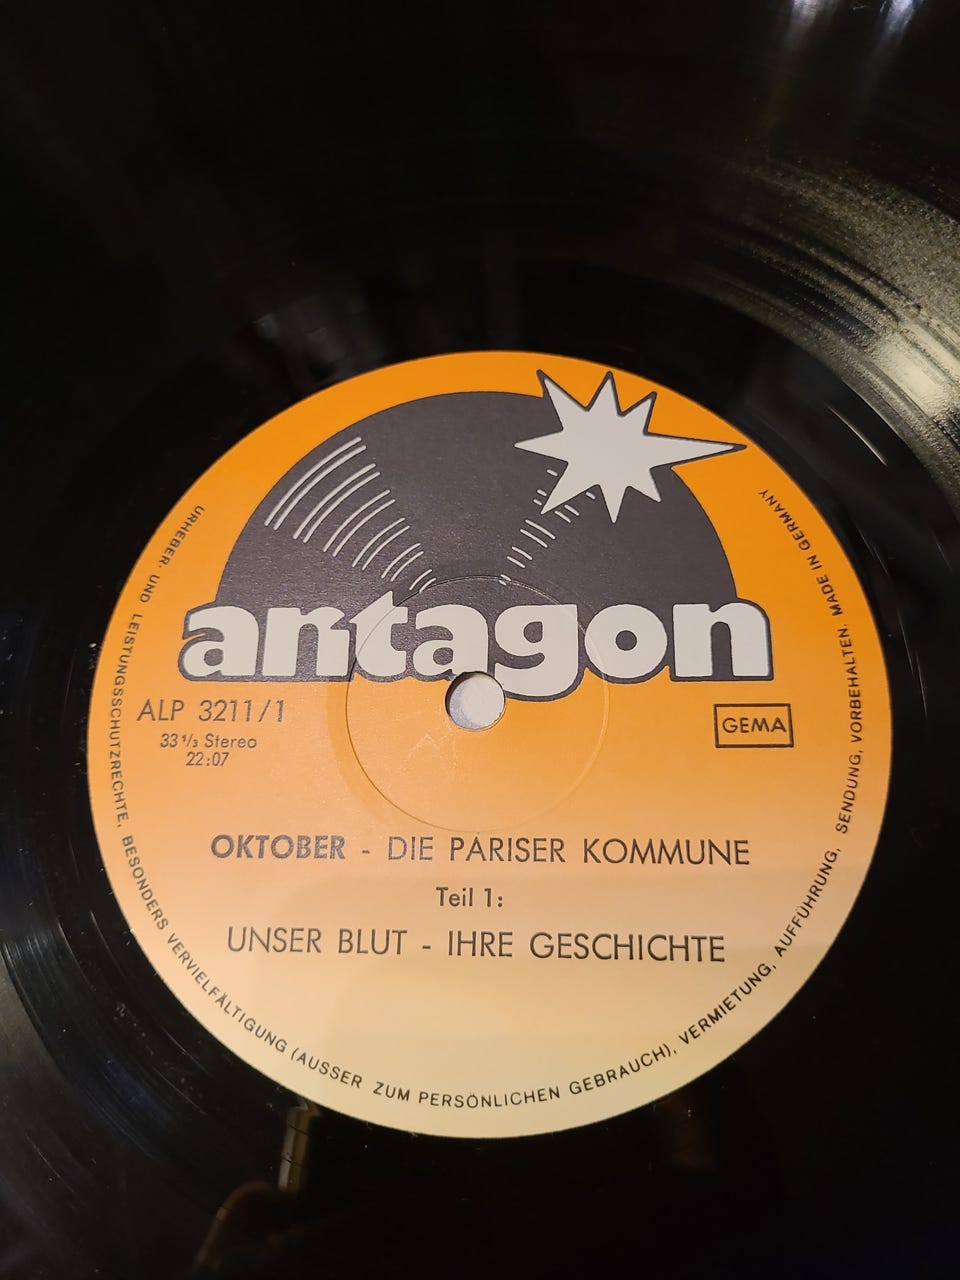 antagon
ALP 3211/1
33 1/3 Stereo
22:07
GEMA
OKTOBER - DIE PARISER KOMMUNE
Teil 1:
UNSER BLUT - IHRE GESCHICHTE
URHEBER- UND LEISTUNGSSCHUTZRECHTE, BESONDERS VERVIELFÄLTIGUNG (AUSSER ZUM PERSÖNLICHEN GEBRAUCH), VERMIETUNG, AUFFÜHRUNG, SENDUNG, VORBEHALTEN. MADE IN GERMANY